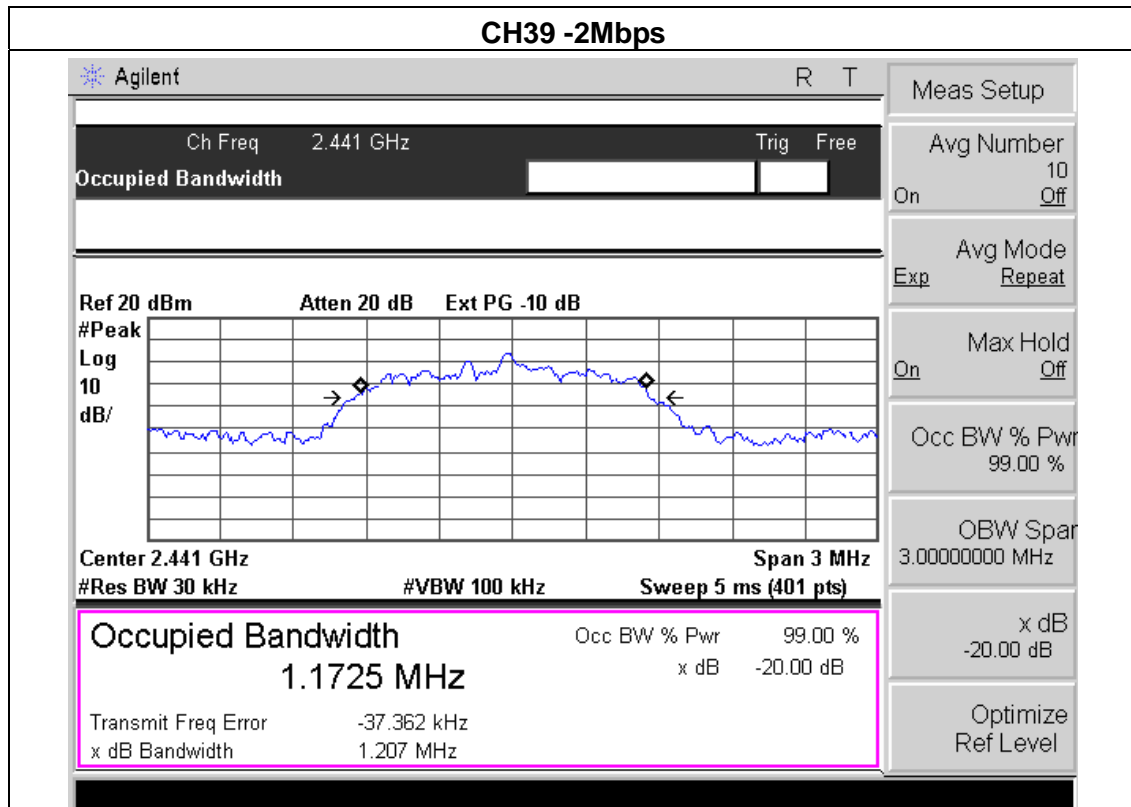 CH39 -2Mbps
Agilent R T
Ch Freq 2.441 GHz Trig Free
Occupied Bandwidth
Ref 20 dBm Atten 20 dB Ext PG -10 dB
#Peak
Log
10
dB/
Center 2.441 GHz Span 3 MHz
#Res BW 30 kHz #VBW 100 kHz Sweep 5 ms (401 pts)
Occupied Bandwidth Occ BW % Pwr 99.00 %
1.1725 MHz x dB -20.00 dB
Transmit Freq Error -37.362 kHz
x dB Bandwidth 1.207 MHz
Meas Setup
Avg Number
10
On Off
Avg Mode
Exp Repeat
Max Hold
On Off
Occ BW % Pwr
99.00 %
OBW Span
3.00000000 MHz
x dB
-20.00 dB
Optimize
Ref Level